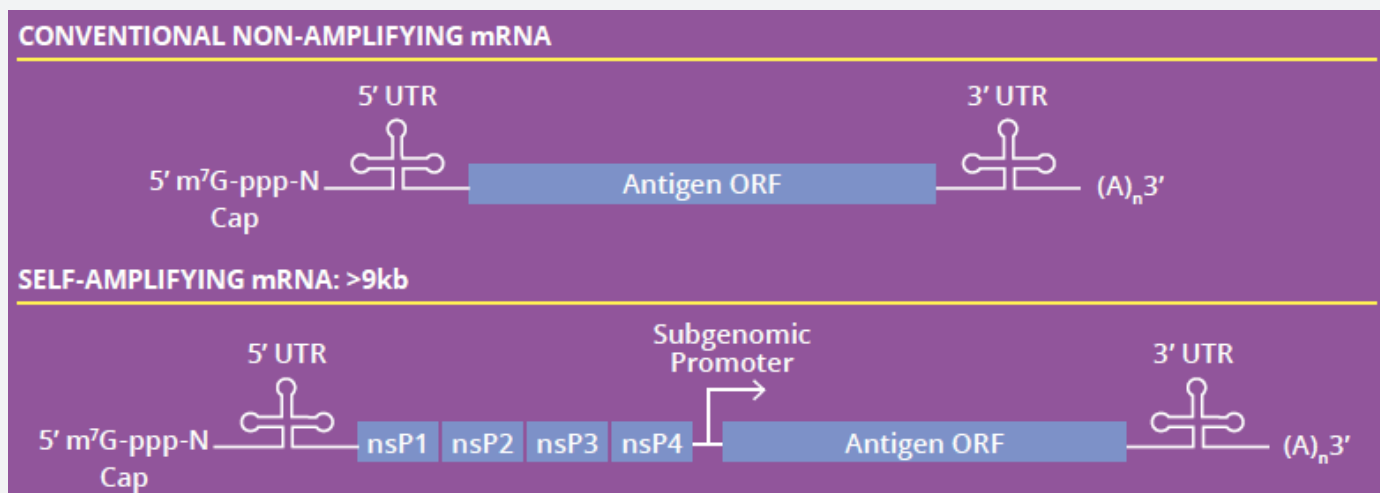 CONVENTIONAL NON-AMPLIFYING mRNA
5′ UTR
3′ UTR
5′ m⁷G-ppp-N
Cap
Antigen ORF
(A)ₙ3′
SELF-AMPLIFYING mRNA: >9kb
Subgenomic
Promoter
5′ UTR
3′ UTR
5′ m⁷G-ppp-N
Cap
nsP1 nsP2 nsP3 nsP4
Antigen ORF
(A)ₙ3′